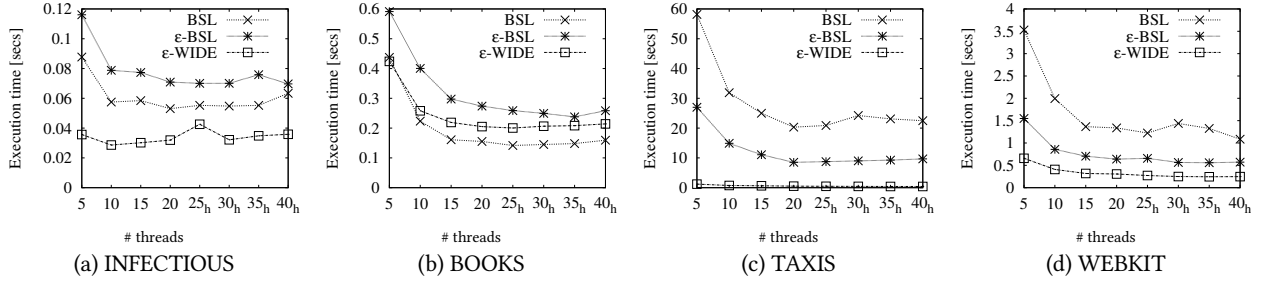 Execution time [secs]
0.12
0.1
0.08
0.06
0.04
0.02
0
BSL
ε-BSL
ε-WIDE
5 10 15 20 25h 30h 35h 40h
# threads
(a) INFECTIOUS
Execution time [secs]
0.6
0.5
0.4
0.3
0.2
0.1
0
BSL
ε-BSL
ε-WIDE
5 10 15 20 25h 30h 35h 40h
# threads
(b) BOOKS
Execution time [secs]
60
50
40
30
20
10
0
BSL
ε-BSL
ε-WIDE
5 10 15 20 25h 30h 35h 40h
# threads
(c) TAXIS
Execution time [secs]
4
3.5
3
2.5
2
1.5
1
0.5
0
BSL
ε-BSL
ε-WIDE
5 10 15 20 25h 30h 35h 40h
# threads
(d) WEBKIT